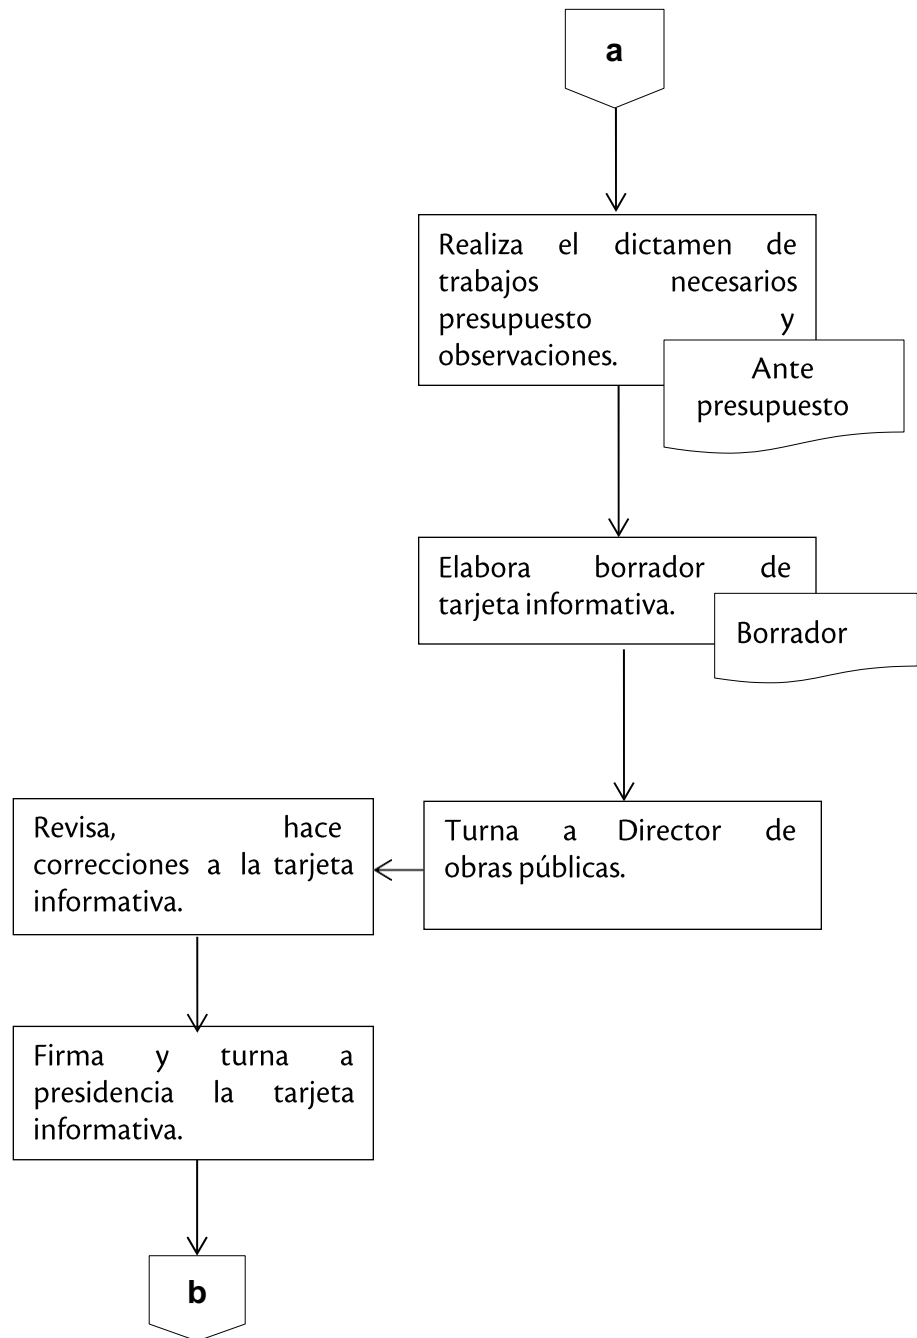 a
Realiza el dictamen de
trabajos necesarios
presupuesto y
observaciones.
Ante
presupuesto
Elabora borrador de
tarjeta informativa.
Borrador
Turna a Director de
obras públicas.
Revisa, hace
correcciones a la tarjeta
informativa.
Firma y turna a
presidencia la tarjeta
informativa.
b